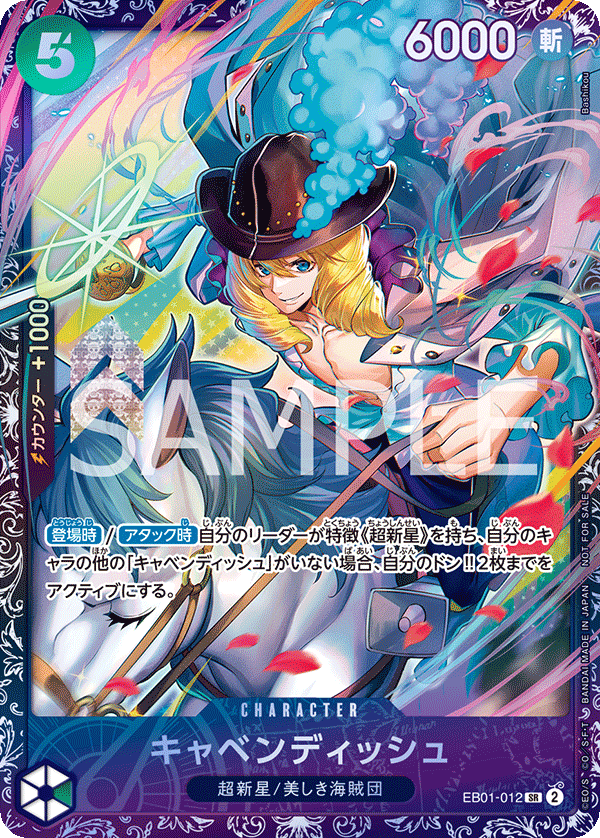 5
6000 斬
Bashikou
カウンター +1000
SAMPLE
登場時 / アタック時 自分のリーダーが特徴《超新星》を持ち、自分のキ
ャラの他の「キャベンディッシュ」がいない場合、自分のドン!!2枚までを
アクティブにする。
CHARACTER
キャベンディッシュ
超新星/美しき海賊団
EB01-012 SR 2
©E.O/S. ©O/S・F・T BANDAI MADE IN JAPAN NOT FOR SALE